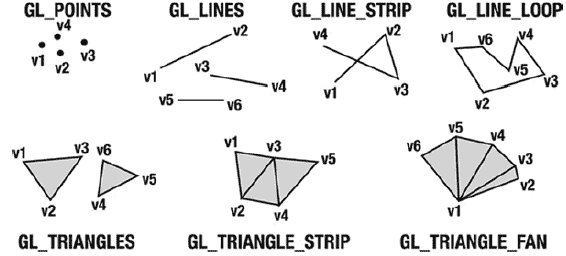 GL_POINTS GL_LINES GL_LINE_STRIP GL_LINE_LOOP
v4
v1 v2 v3
v2
v1 v3 v4
v5 v6
v4 v2
v1 v3
v1 v6 v4
v5 v3
v2
v1 v3 v6
v5
v2 v4
v1 v3 v5
v2 v4
v5 v4
v6 v3
v2
v1
GL_TRIANGLES GL_TRIANGLE_STRIP GL_TRIANGLE_FAN